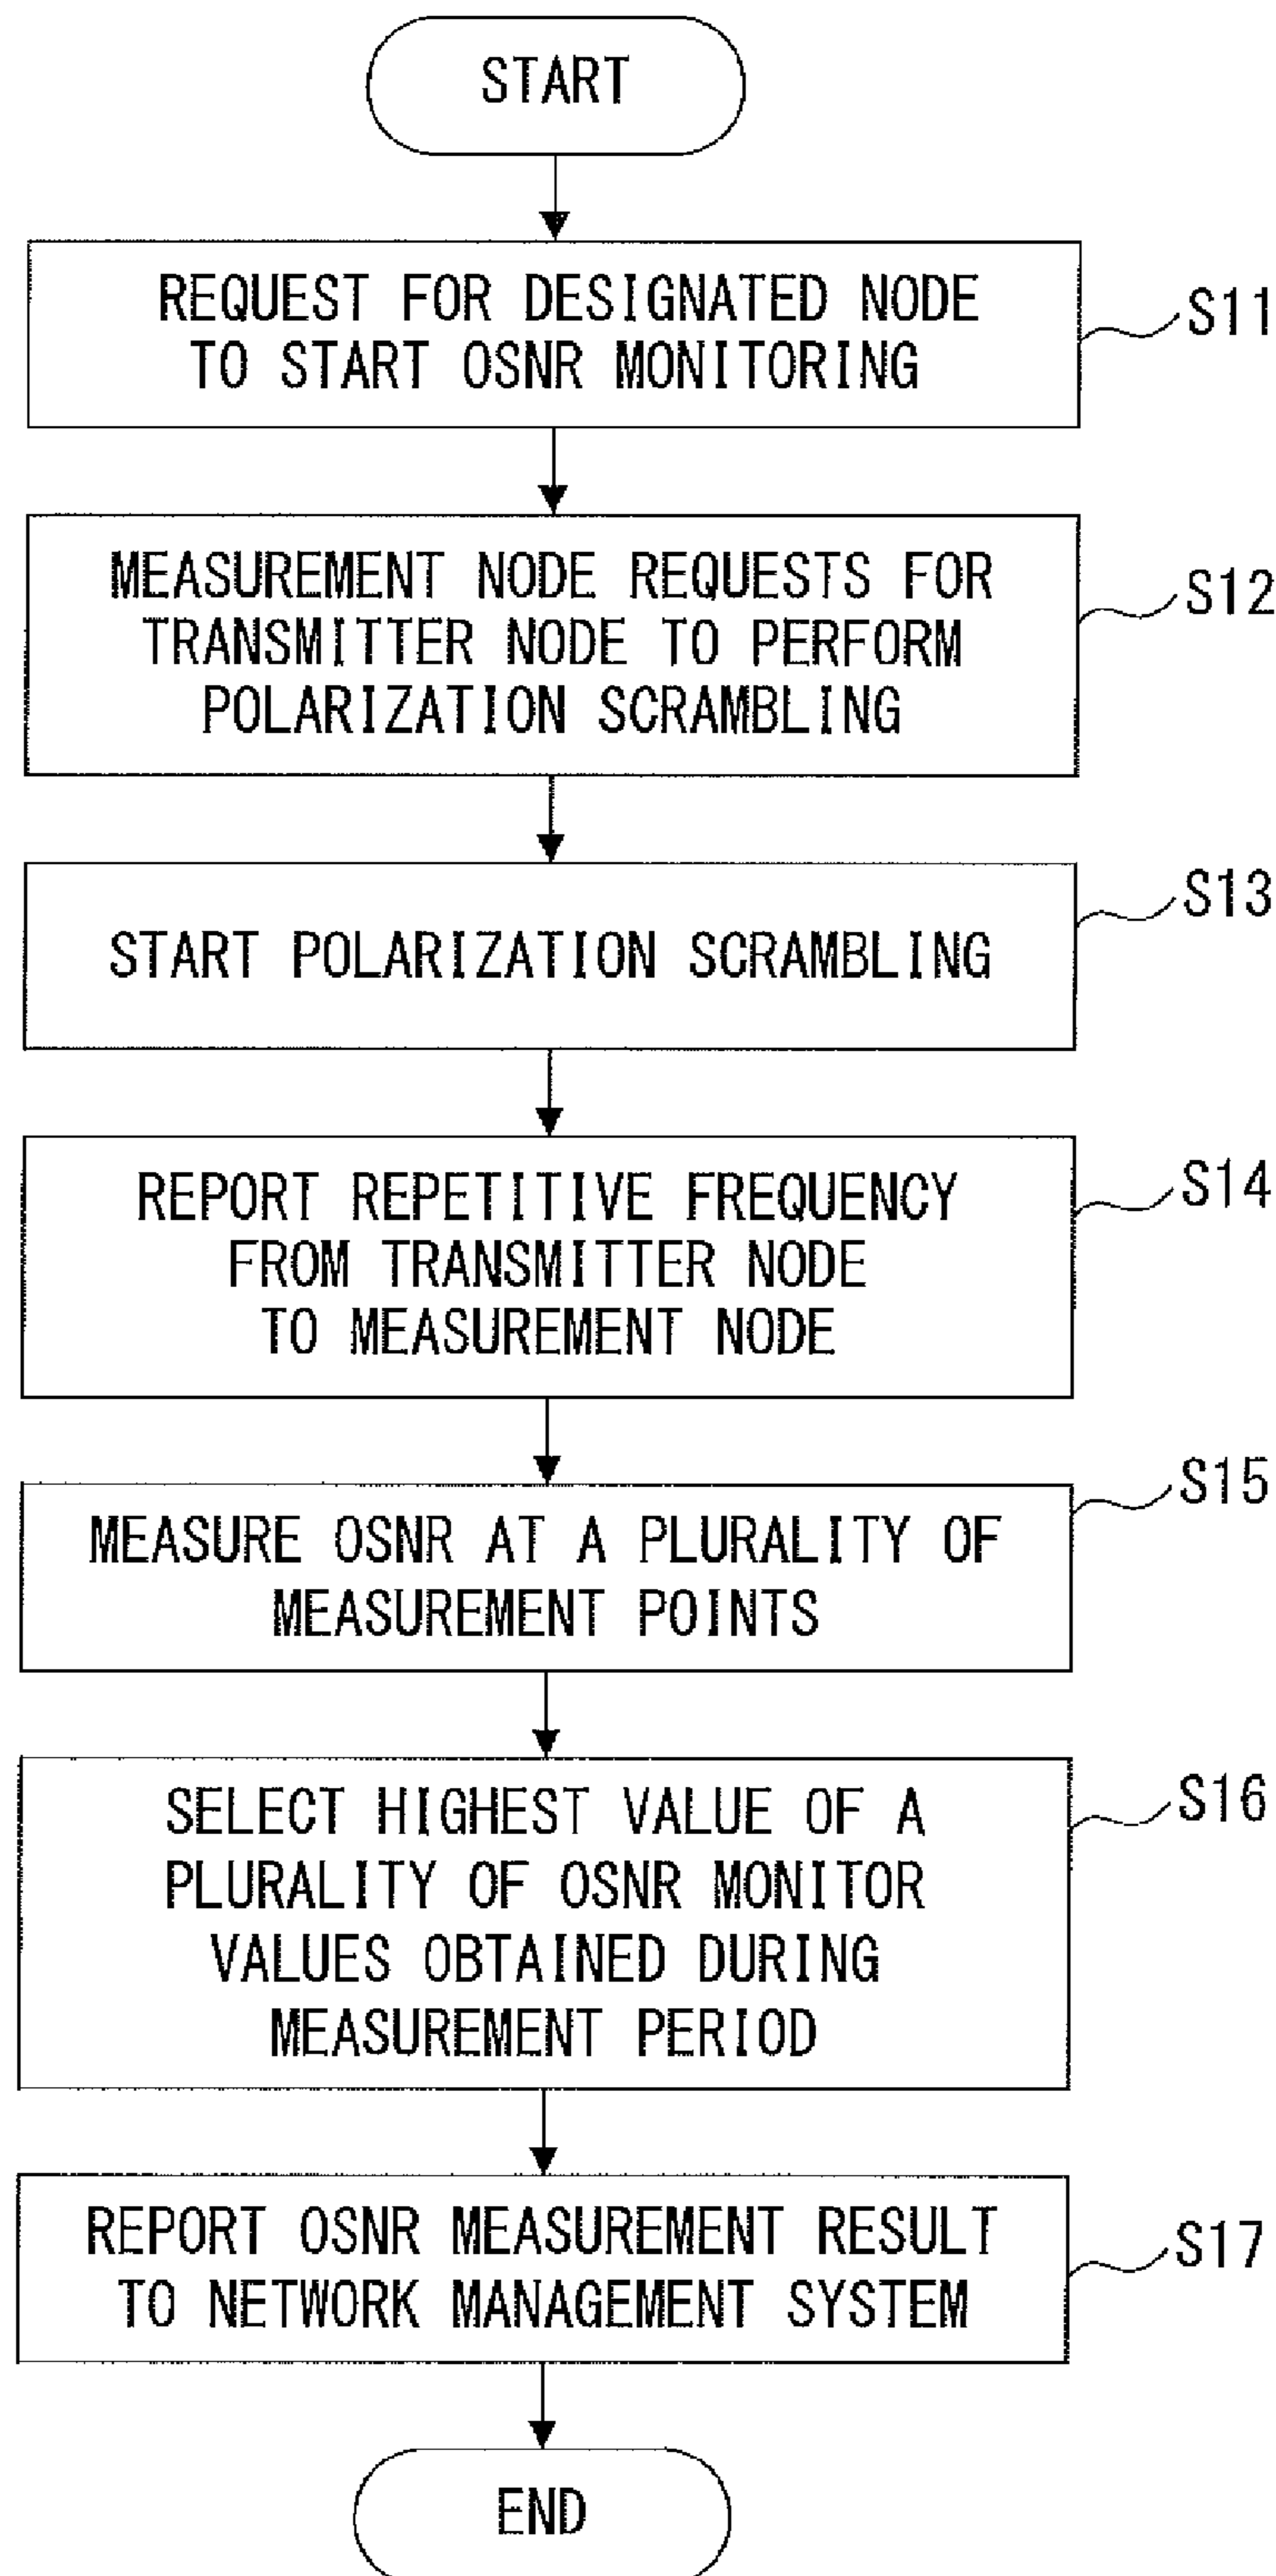 START
REQUEST FOR DESIGNATED NODE
TO START OSNR MONITORING
S11
MEASUREMENT NODE REQUESTS FOR
TRANSMITTER NODE TO PERFORM
POLARIZATION SCRAMBLING
S12
START POLARIZATION SCRAMBLING
S13
REPORT REPETITIVE FREQUENCY
FROM TRANSMITTER NODE
TO MEASUREMENT NODE
S14
MEASURE OSNR AT A PLURALITY OF
MEASUREMENT POINTS
S15
SELECT HIGHEST VALUE OF A
PLURALITY OF OSNR MONITOR
VALUES OBTAINED DURING
MEASUREMENT PERIOD
S16
REPORT OSNR MEASUREMENT RESULT
TO NETWORK MANAGEMENT SYSTEM
S17
END